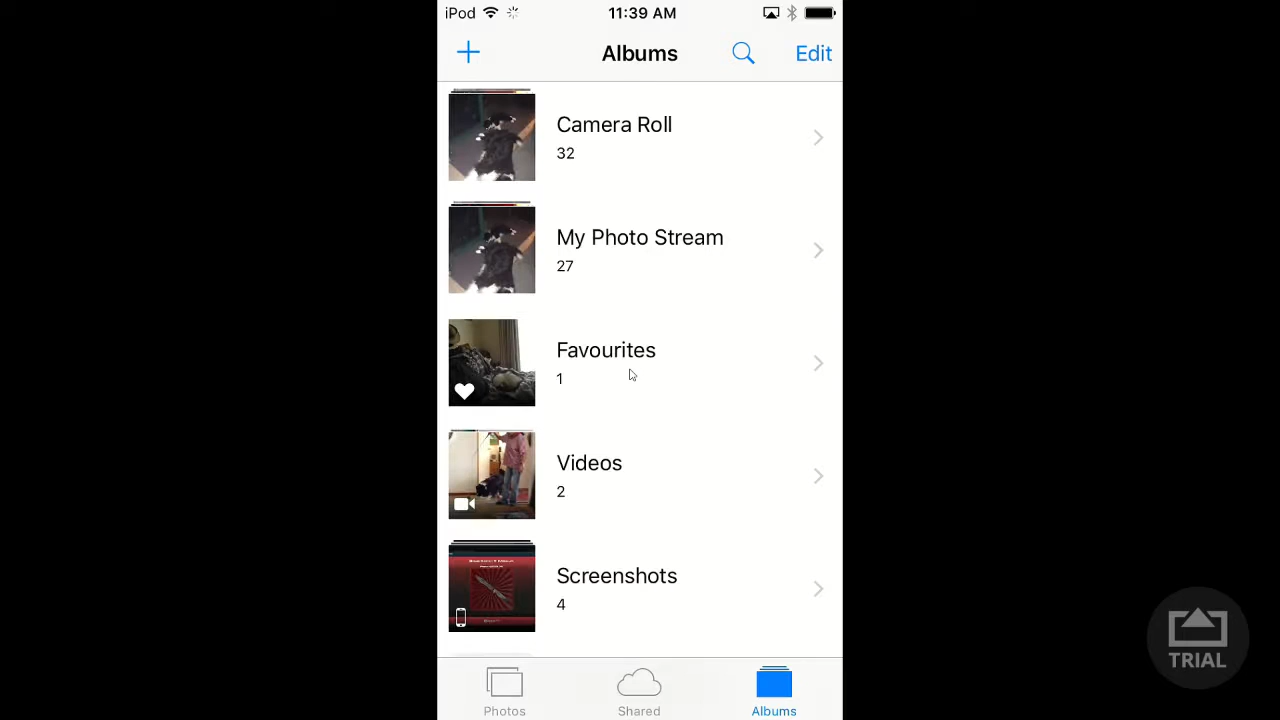 iPod 11:39 AM
Albums Edit
Camera Roll
32
My Photo Stream
27
Favourites
1
Videos
2
Screenshots
4
Photos Shared Albums
TRIAL